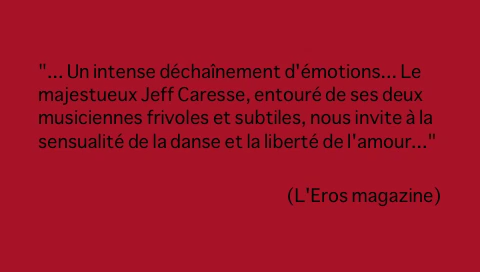 "... Un intense déchaînement d'émotions... Le
majestueux Jeff Caresse, entouré de ses deux
musiciennes frivoles et subtiles, nous invite à la
sensualité de la danse et la liberté de l'amour..."
(L'Eros magazine)